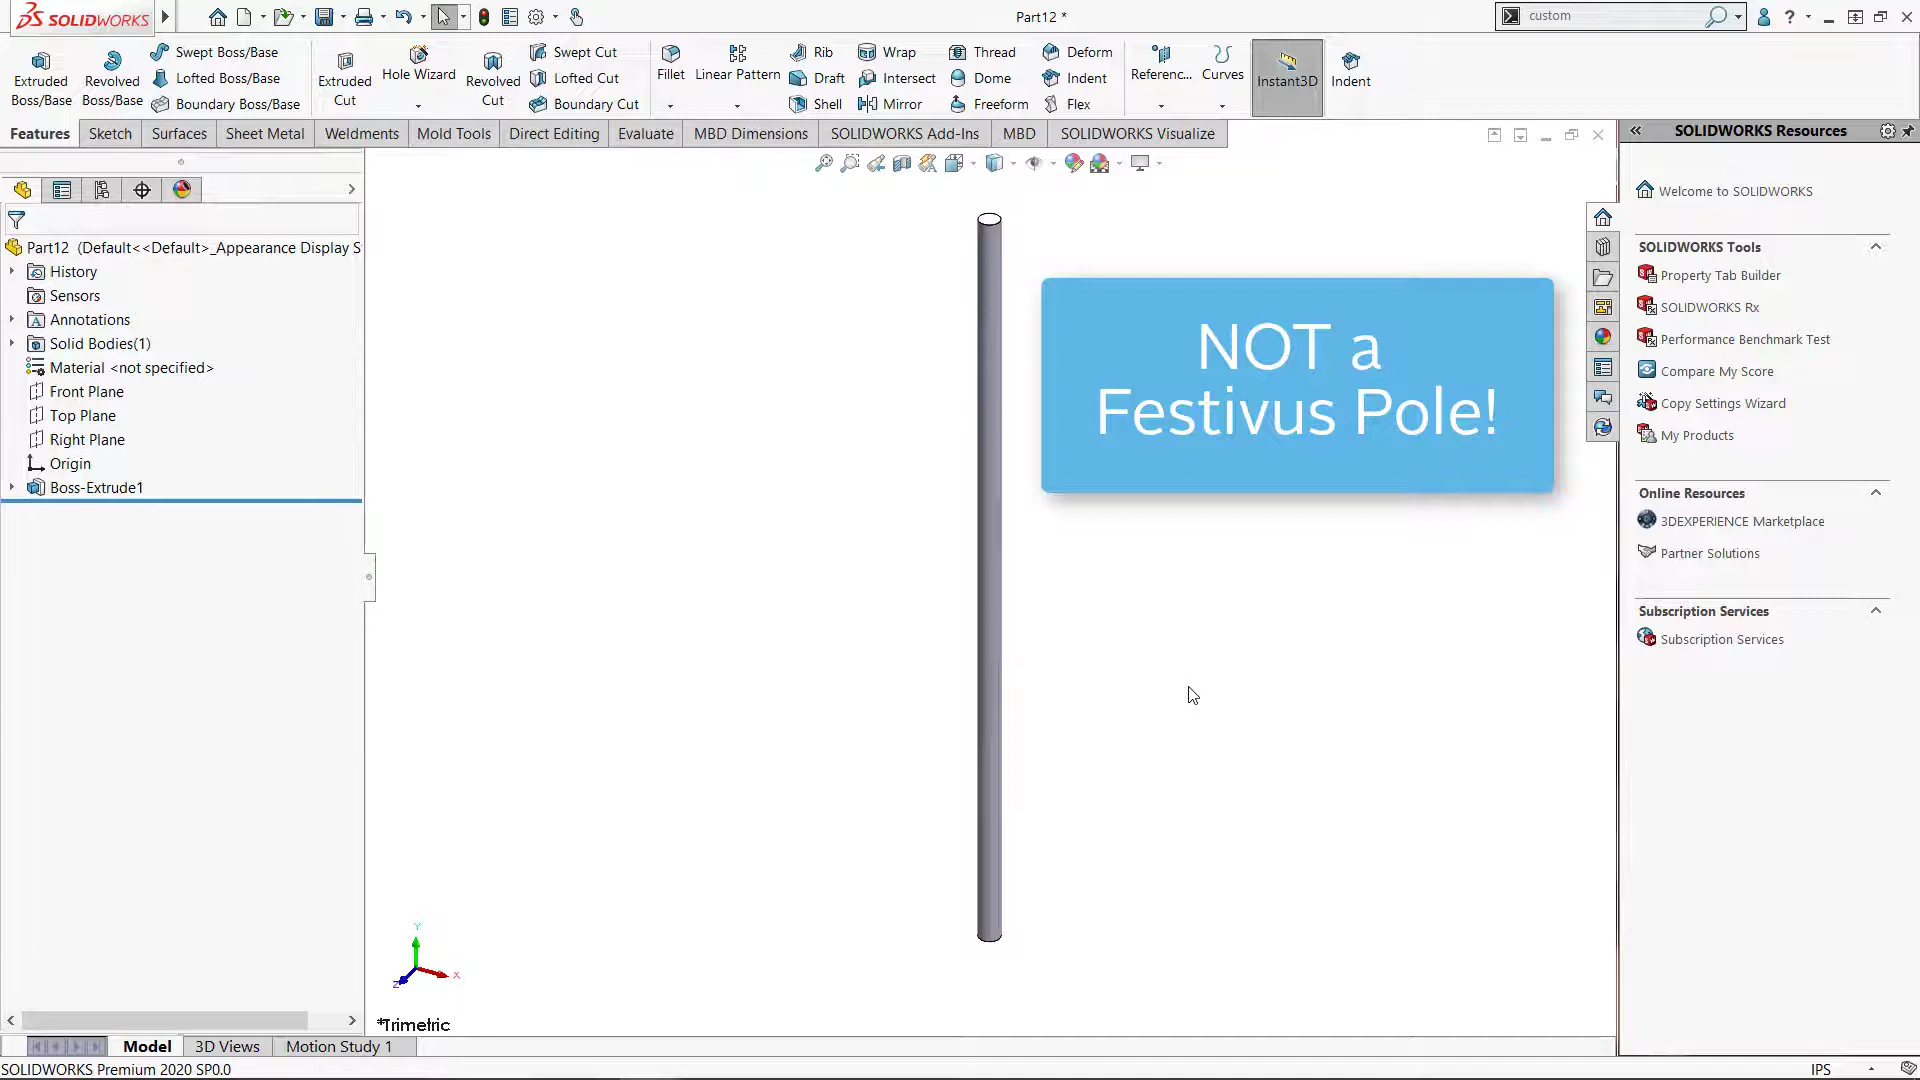 SOLIDWORKS
Part12 *
custom
Extruded Boss/Base
Revolved Boss/Base
Swept Boss/Base
Lofted Boss/Base
Boundary Boss/Base
Extruded Cut
Hole Wizard
Revolved Cut
Swept Cut
Lofted Cut
Boundary Cut
Fillet
Linear Pattern
Rib
Draft
Shell
Wrap
Intersect
Mirror
Thread
Dome
Freeform
Deform
Indent
Flex
Referenc...
Curves
Instant3D
Indent
Features
Sketch
Surfaces
Sheet Metal
Weldments
Mold Tools
Direct Editing
Evaluate
MBD Dimensions
SOLIDWORKS Add-Ins
MBD
SOLIDWORKS Visualize
Part12 (Default<<Default>_Appearance Display S
History
Sensors
Annotations
Solid Bodies(1)
Material <not specified>
Front Plane
Top Plane
Right Plane
Origin
Boss-Extrude1
NOT a
Festivus Pole!
Y
X
Z
*Trimetric
SOLIDWORKS Resources
Welcome to SOLIDWORKS
SOLIDWORKS Tools
Property Tab Builder
SOLIDWORKS Rx
Performance Benchmark Test
Compare My Score
Copy Settings Wizard
My Products
Online Resources
3DEXPERIENCE Marketplace
Partner Solutions
Subscription Services
Subscription Services
Model
3D Views
Motion Study 1
SOLIDWORKS Premium 2020 SP0.0
IPS